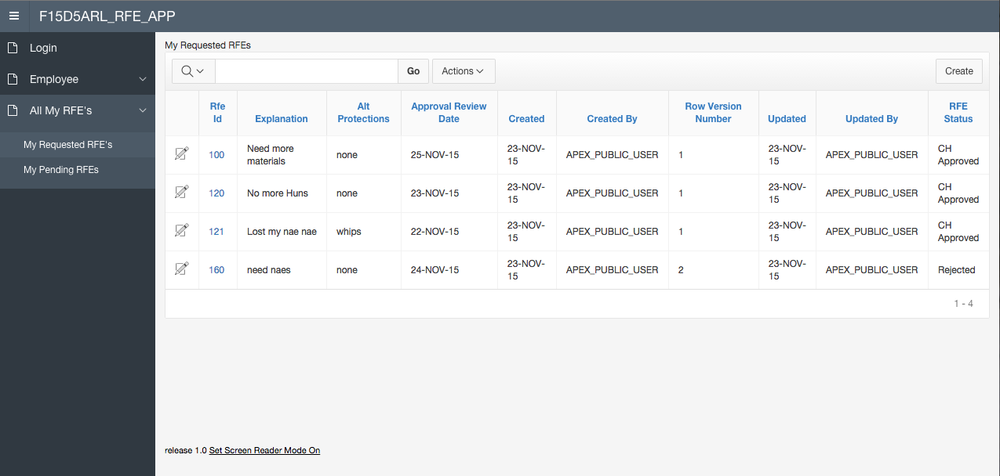 F15D5ARL_RFE_APP
Login
Employee
All My RFE's
My Requested RFE's
My Pending RFEs
My Requested RFEs
Go Actions Create
Rfe Id Explanation Alt Protections Approval Review Date Created Created By Row Version Number Updated Updated By RFE Status
100 Need more materials none 25-NOV-15 23-NOV-15 APEX_PUBLIC_USER 1 23-NOV-15 APEX_PUBLIC_USER CH Approved
120 No more Huns none 23-NOV-15 23-NOV-15 APEX_PUBLIC_USER 1 23-NOV-15 APEX_PUBLIC_USER CH Approved
121 Lost my nae nae whips 22-NOV-15 23-NOV-15 APEX_PUBLIC_USER 1 23-NOV-15 APEX_PUBLIC_USER CH Approved
160 need naes none 24-NOV-15 23-NOV-15 APEX_PUBLIC_USER 2 23-NOV-15 APEX_PUBLIC_USER Rejected
1 - 4
release 1.0 Set Screen Reader Mode On